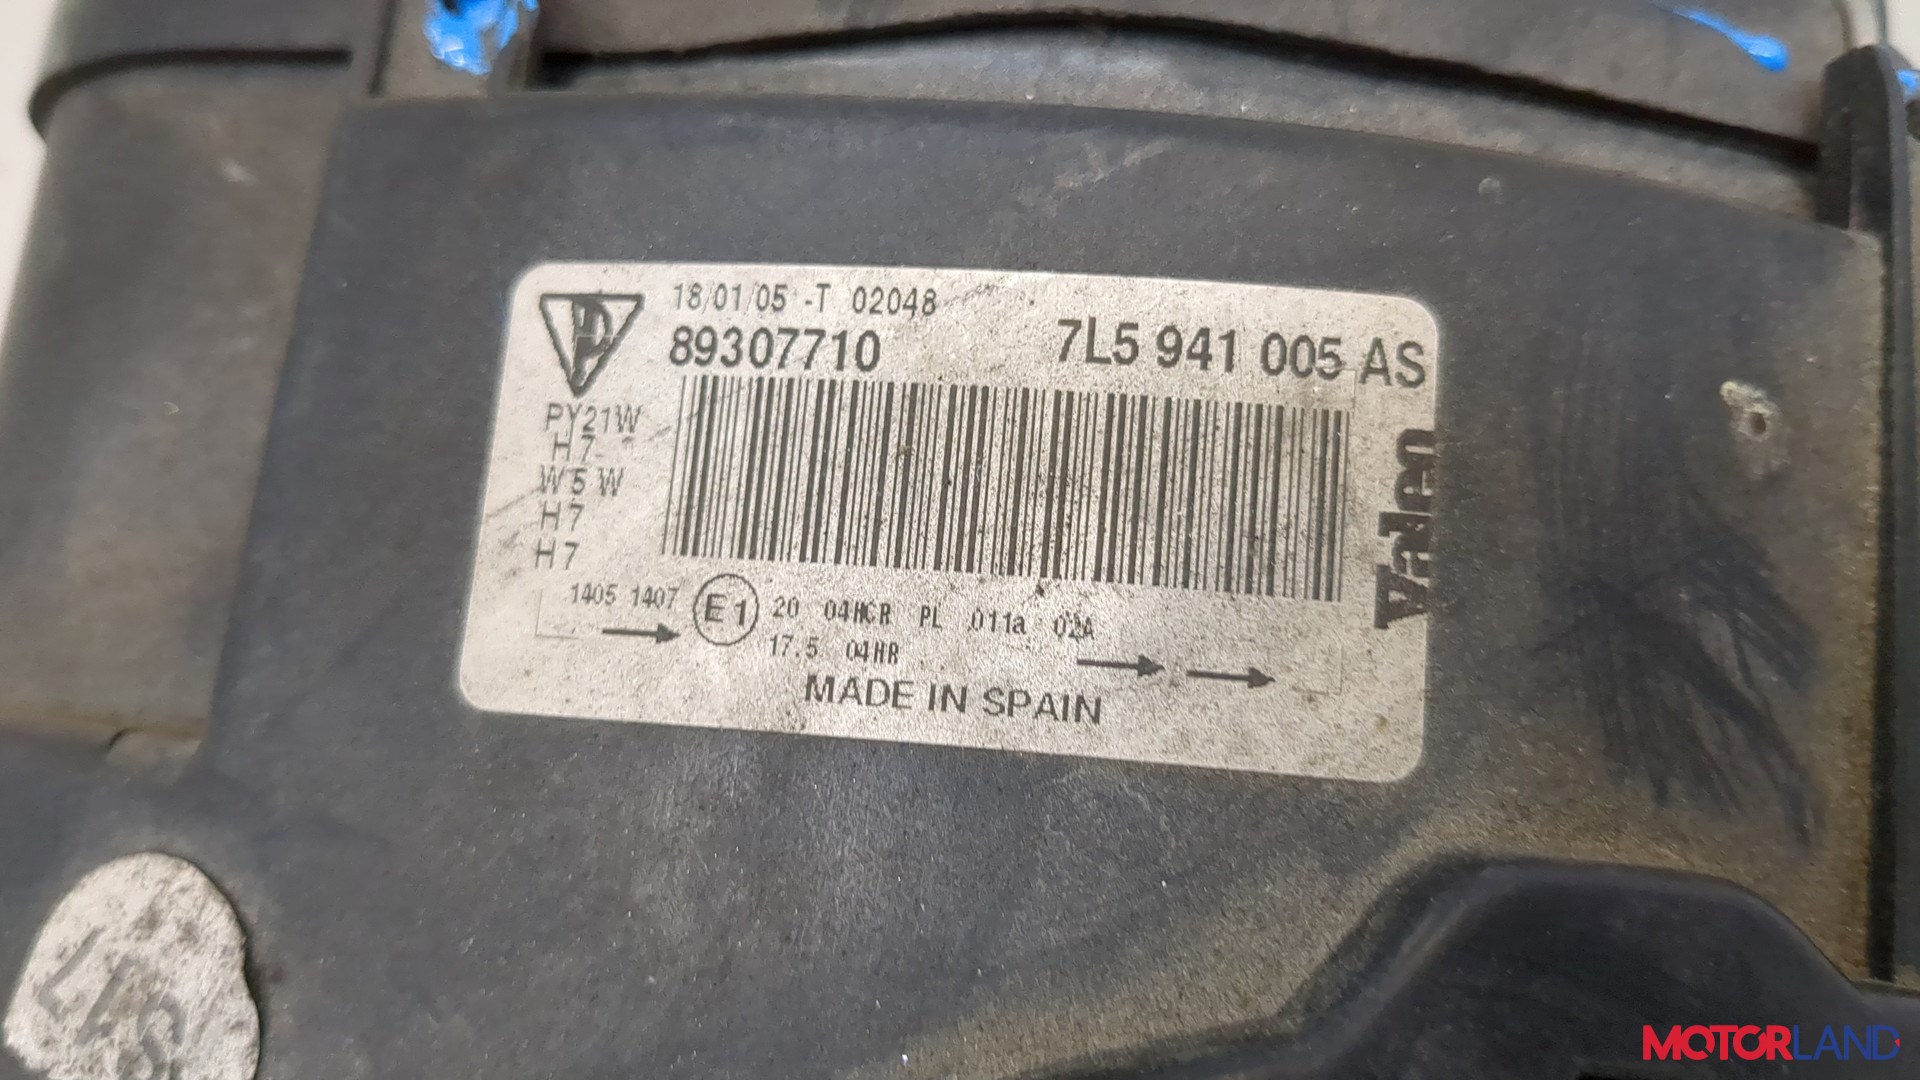 18/01/05 -T 02048
89307710 7L5 941 005 AS
PY21W
H7
W5W
H7
H7
Valeo
1405 1407 E1 20 04HCR PL 011a 02A
17.5 04HR
MADE IN SPAIN
MOTORLAND